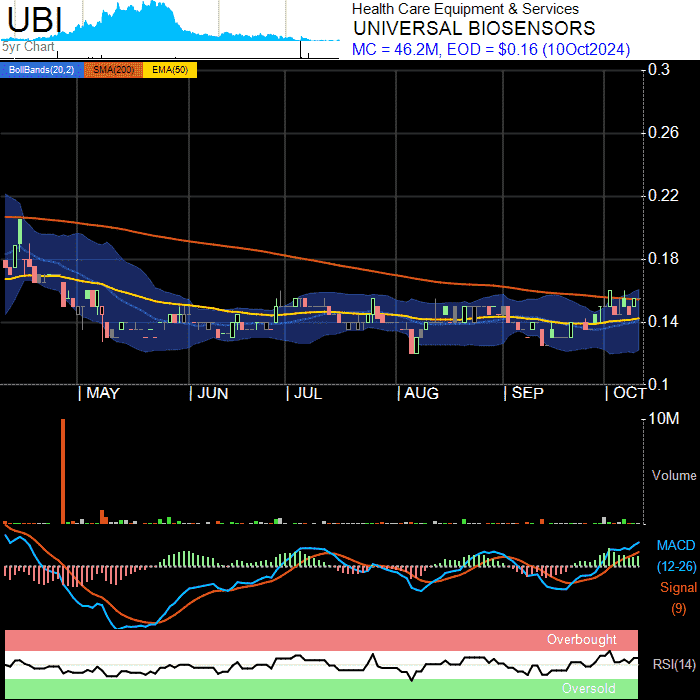 UBI
5yr Chart
Health Care Equipment & Services
UNIVERSAL BIOSENSORS
MC = 46.2M, EOD = $0.16 (10Oct2024)
BollBands(20,2) SMA(200) EMA(50)
0.3
0.26
0.22
0.18
0.14
0.1
MAY JUN JUL AUG SEP OCT
10M
Volume
MACD
(12-26)
Signal
(9)
Overbought
RSI(14)
Oversold